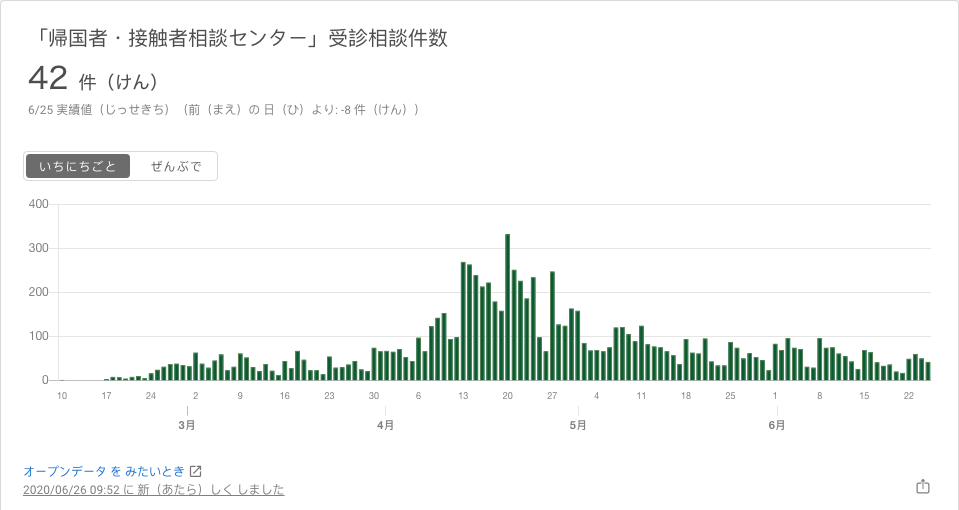 「帰国者・接触者相談センター」受診相談件数
42 件（けん）
6/25 実績値（じっせきち）（前（まえ）の 日（ひ）より: -8 件（けん））
いちにちごと ぜんぶで
400
300
200
100
0
10 17 24 2 9 16 23 30 6 13 20 27 4 11 18 25 1 8 15 22
3月 4月 5月 6月
オープンデータ を みたいとき
2020/06/26 09:52 に 新（あたら）しく しました